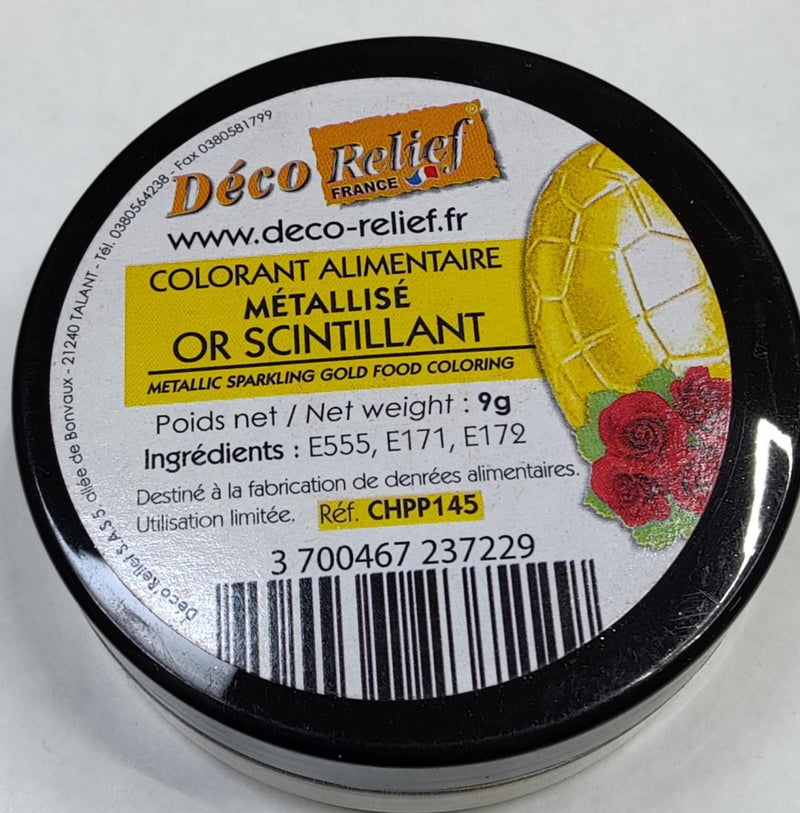 Déco Relief®
FRANCE
www.deco-relief.fr
COLORANT ALIMENTAIRE
MÉTALLISÉ
OR SCINTILLANT
METALLIC SPARKLING GOLD FOOD COLORING
Poids net / Net weight : 9g
Ingrédients : E555, E171, E172
Destiné à la fabrication de denrées alimentaires.
Utilisation limitée. Réf. CHPP145
3 700467 237229
Déco'Relief S.A.S 5 allée de Bonvaux - 21240 TALANT - Tél. 0380564238 - Fax 0380581799